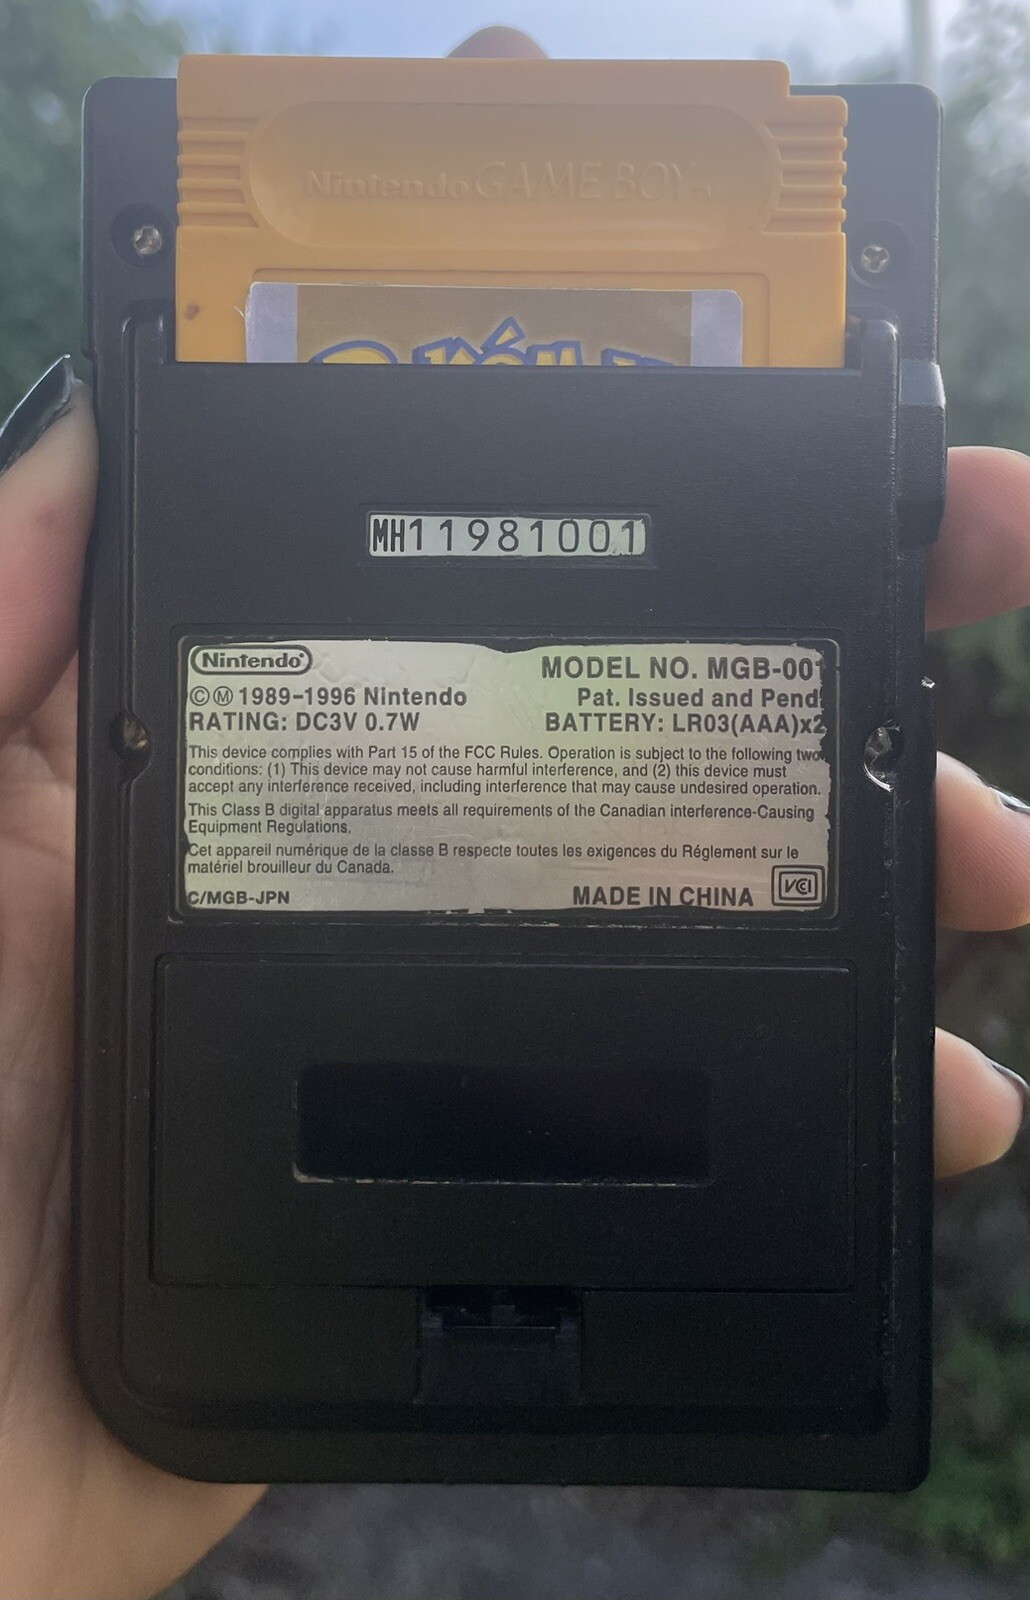 Nintendo GAME BOY
MH11981001
Nintendo
MODEL NO. MGB-001
©Ⓜ 1989-1996 Nintendo
Pat. Issued and Pend
RATING: DC3V 0.7W
BATTERY: LR03(AAA)x2
This device complies with Part 15 of the FCC Rules. Operation is subject to the following two
conditions: (1) This device may not cause harmful interference, and (2) this device must
accept any interference received, including interference that may cause undesired operation.
This Class B digital apparatus meets all requirements of the Canadian interference-Causing
Equipment Regulations.
Cet appareil numérique de la classe B respecte toutes les exigences du Réglement sur le
matériel brouilleur du Canada.
C/MGB-JPN
MADE IN CHINA
VCI